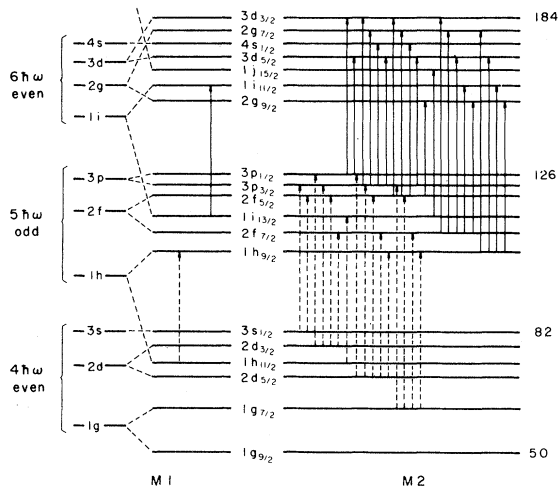 3d3/2 184
2g7/2
4s 4s1/2
3d 3d5/2
6ħω 1j15/2
even 2g 1i11/2
1i 2g9/2
3p 3p1/2 126
3p3/2
2f 2f5/2
5ħω 1i13/2
odd 2f7/2
1h 1h9/2
3s 3s1/2 82
2d3/2
4ħω 2d 1h11/2
even 2d5/2
1g 1g7/2
1g9/2 50
M1 M2